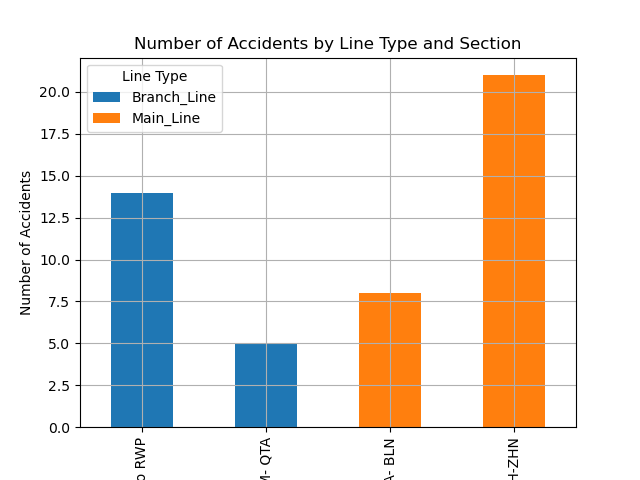 Number of Accidents by Line Type and Section
Line Type
Branch_Line
Main_Line
Number of Accidents
20.0
17.5
15.0
12.5
10.0
7.5
5.0
2.5
0.0
RWP
QTA
BLN
H-ZHN